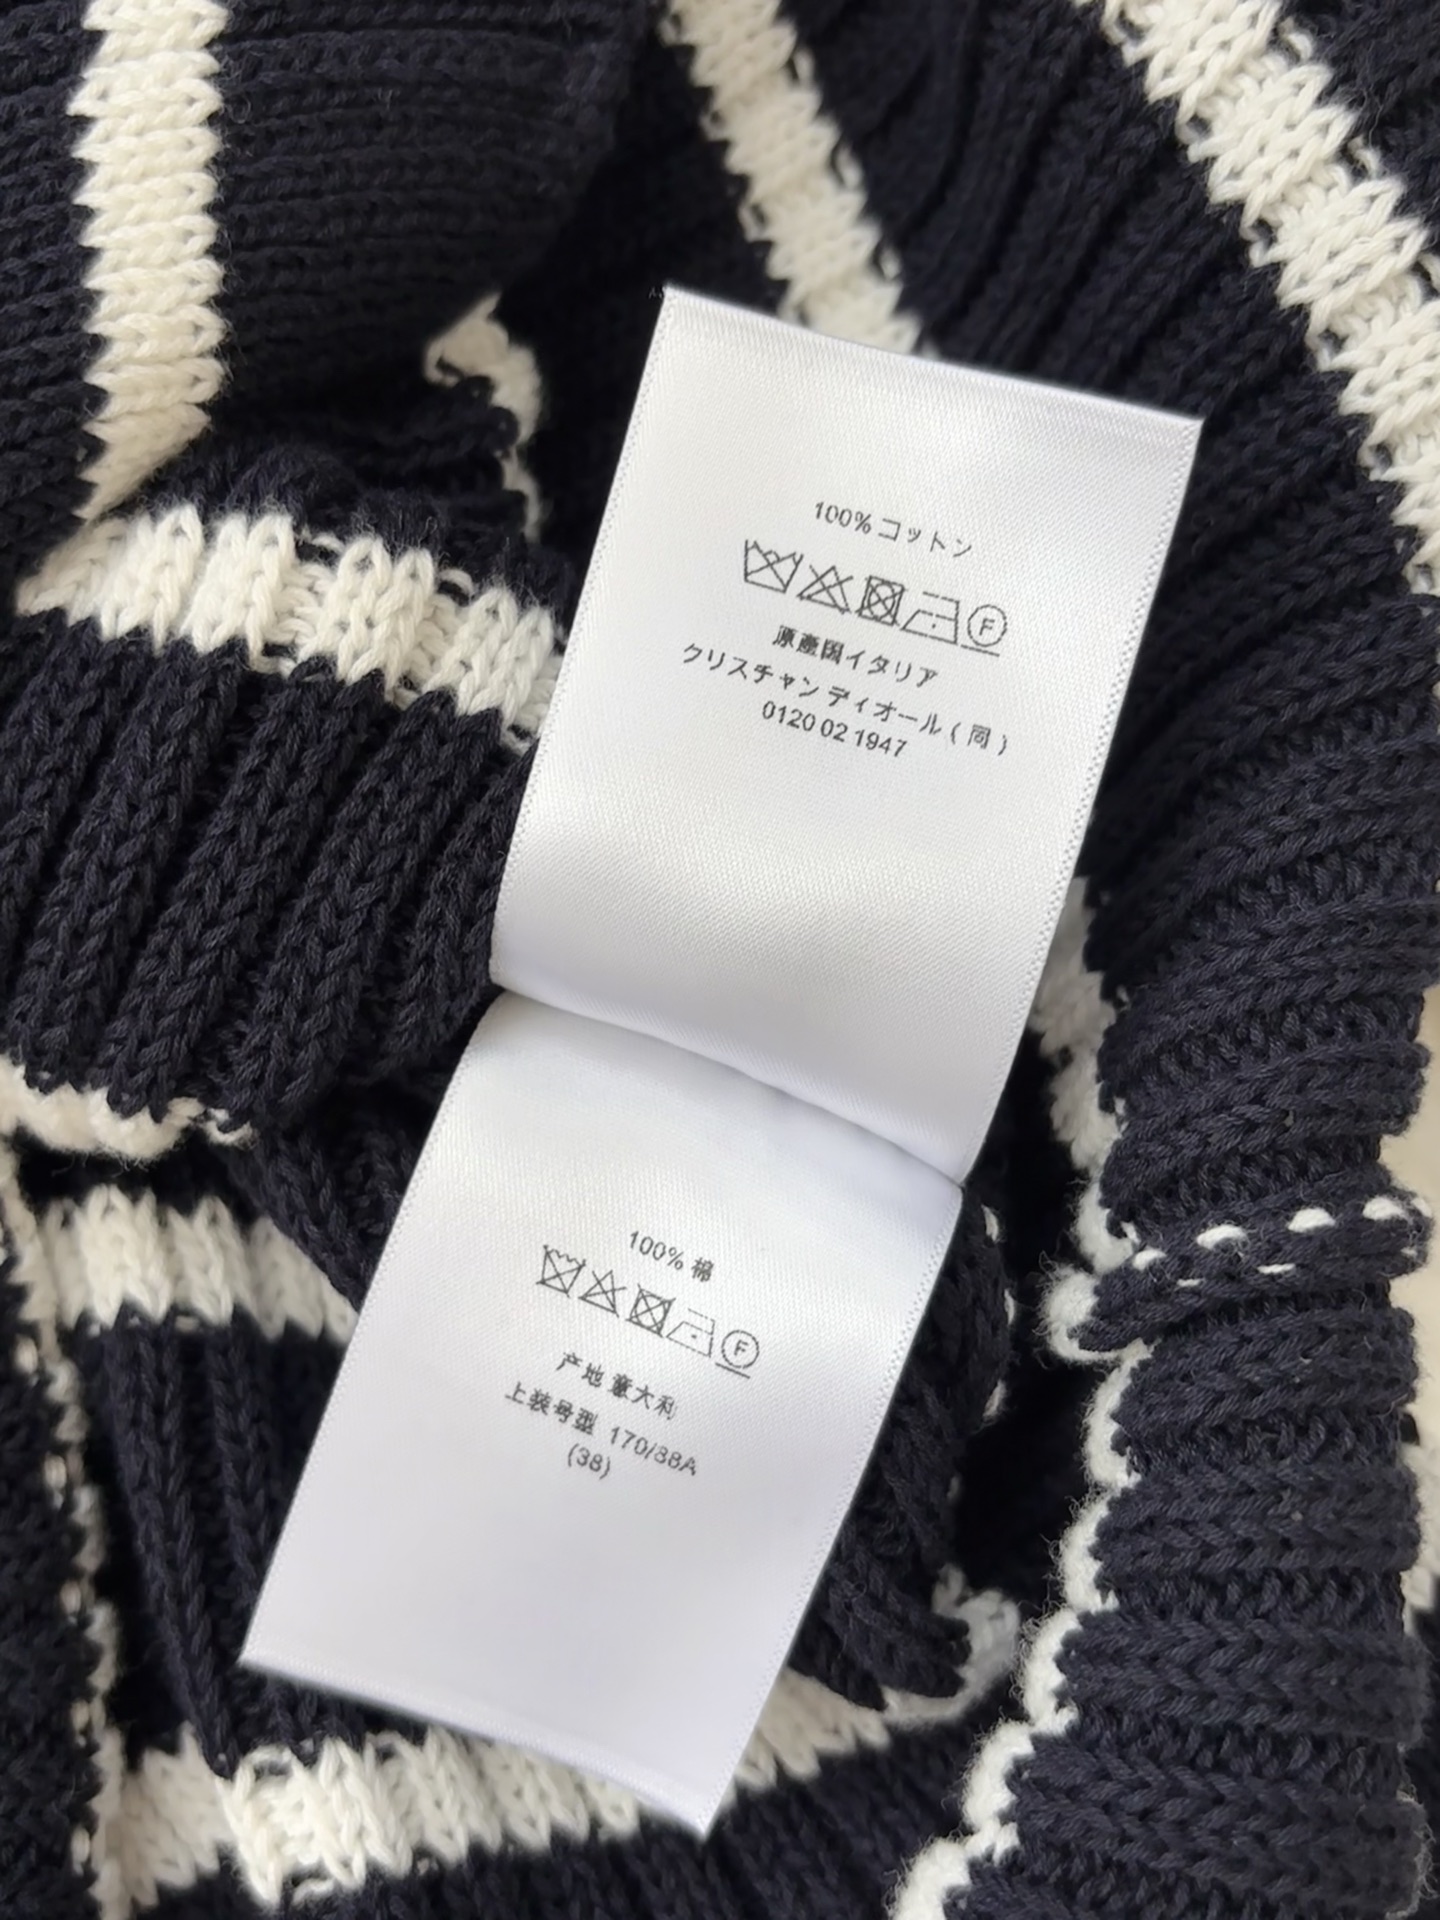 100% コットン
F
原産国イタリア
クリスチャン ディオール (同)
0120 02 1947
100% 棉
F
产地 意大利
上装号型 170/88A
(38)